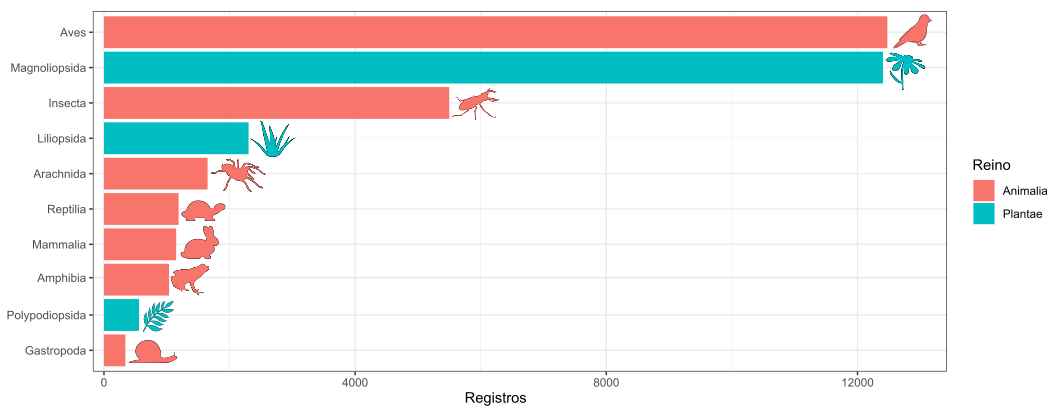 Aves
Magnoliopsida
Insecta
Liliopsida
Arachnida
Reptilia
Mammalia
Amphibia
Polypodiopsida
Gastropoda
0 4000 8000 12000
Registros
Reino
Animalia
Plantae